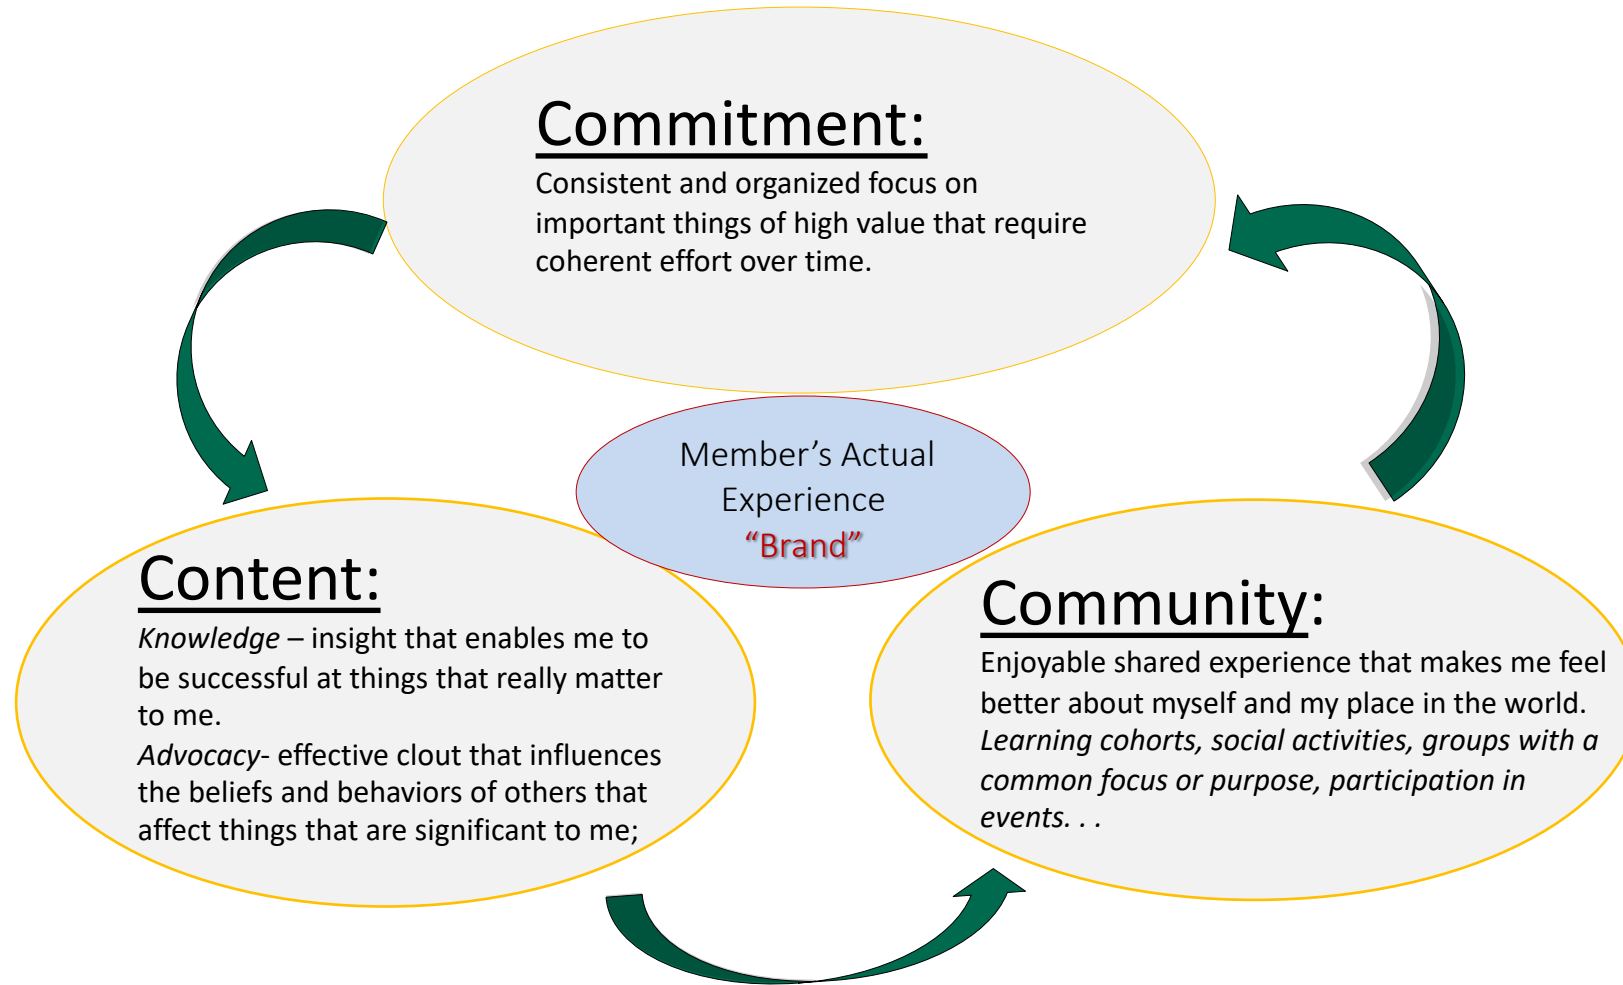 Commitment:
Consistent and organized focus on
important things of high value that require
coherent effort over time.
Member’s Actual
Experience
“Brand”
Content:
Knowledge – insight that enables me to
be successful at things that really matter
to me.
Advocacy- effective clout that influences
the beliefs and behaviors of others that
affect things that are significant to me;
Community:
Enjoyable shared experience that makes me feel
better about myself and my place in the world.
Learning cohorts, social activities, groups with a
common focus or purpose, participation in
events. . .